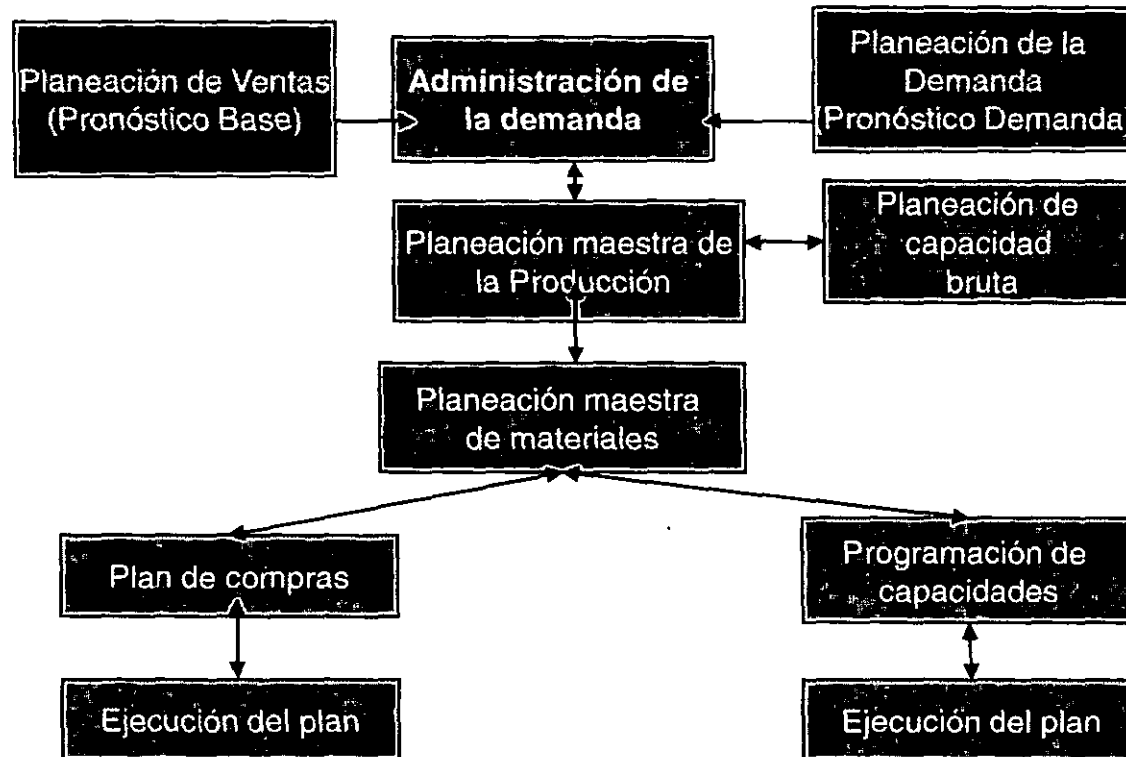 Planeación de Ventas
(Pronóstico Base)
Administración de
la demanda
Planeación de la
Demanda
(Pronóstico Demanda)
Planeación maestra de
la Producción
Planeación de
capacidad
bruta
Planeación maestra
de materiales
Plan de compras
Programación de
capacidades
Ejecución del plan
Ejecución del plan